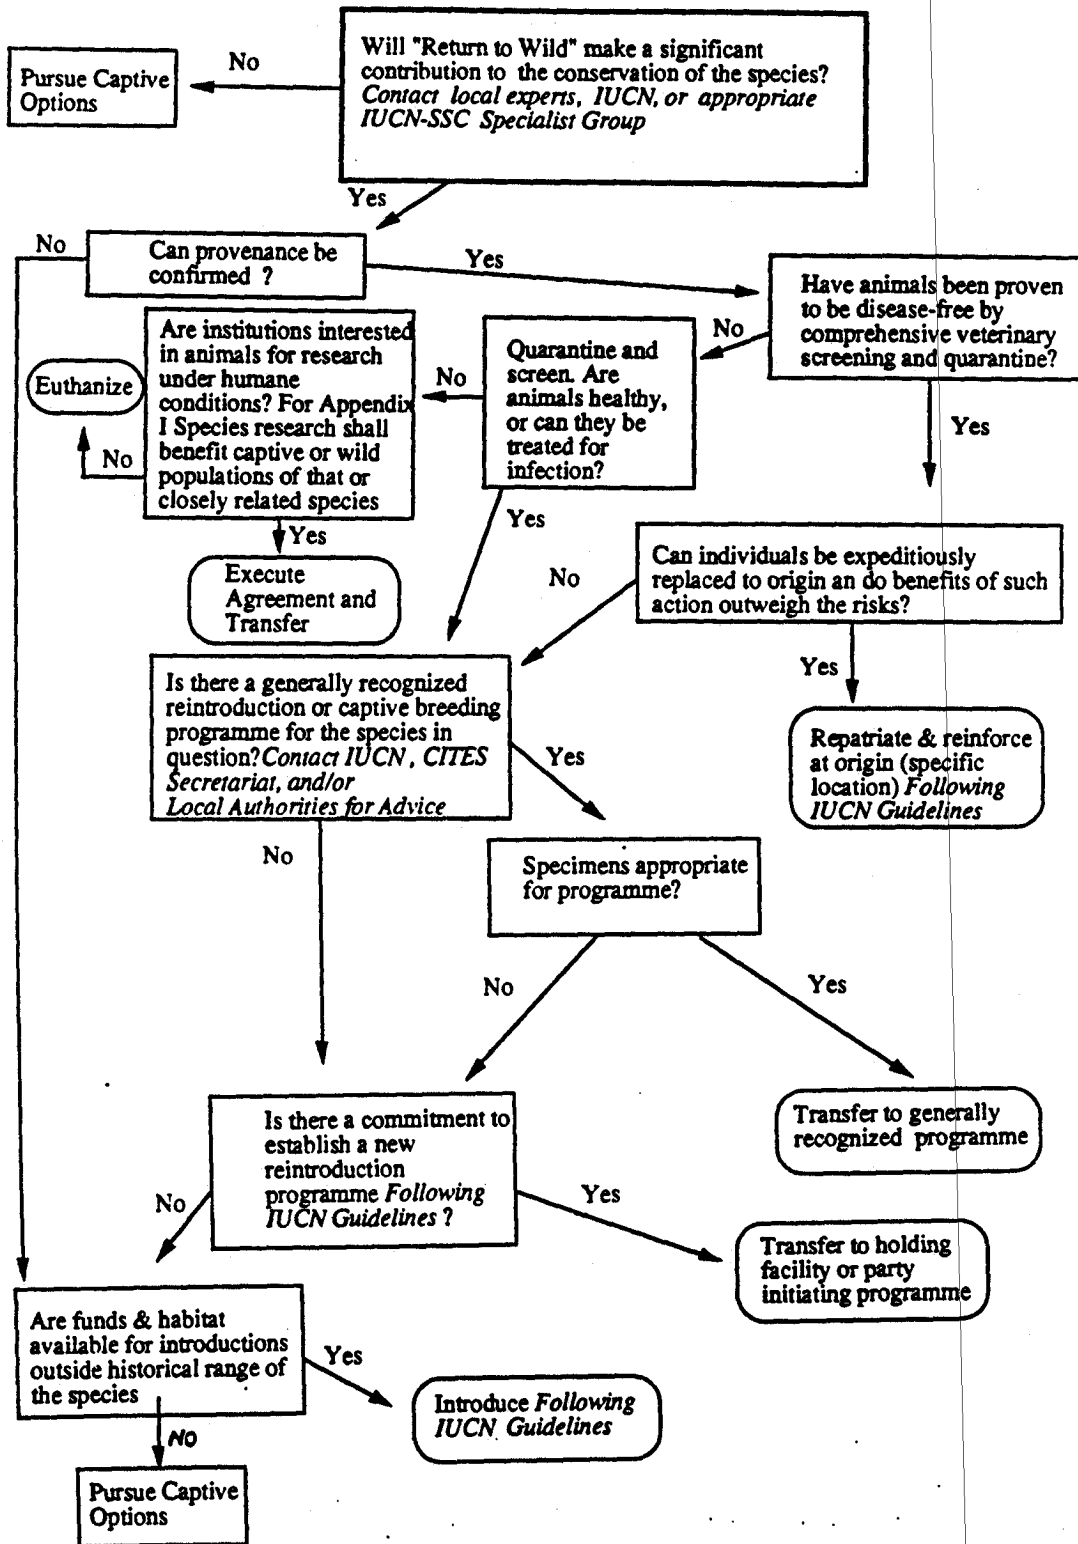 Will "Return to Wild" make a significant
contribution to the conservation of the species?
Contact local experts, IUCN, or appropriate
IUCN-SSC Specialist Group
No
Pursue Captive
Options
Yes
No
Can provenance be
confirmed ?
Yes
Have animals been proven
to be disease-free by
comprehensive veterinary
screening and quarantine?
No
Yes
Quarantine and
screen. Are
animals healthy,
or can they be
treated for
infection?
No
Yes
Are institutions interested
in animals for research
under humane
conditions? For Appendix
I Species research shall
benefit captive or wild
populations of that or
closely related species
Euthanize
No
Yes
Execute
Agreement and
Transfer
Can individuals be expeditiously
replaced to origin an do benefits of such
action outweigh the risks?
No
Yes
Repatriate & reinforce
at origin (specific
location) Following
IUCN Guidelines
Is there a generally recognized
reintroduction or captive breeding
programme for the species in
question? Contact IUCN, CITES
Secretariat, and/or
Local Authorities for Advice
Yes
No
Specimens appropriate
for programme?
No
Yes
Transfer to generally
recognized programme
Is there a commitment to
establish a new
reintroduction
programme Following
IUCN Guidelines ?
No
Yes
Transfer to holding
facility or party
initiating programme
Are funds & habitat
available for introductions
outside historical range of
the species
Yes
Introduce Following
IUCN Guidelines
NO
Pursue Captive
Options